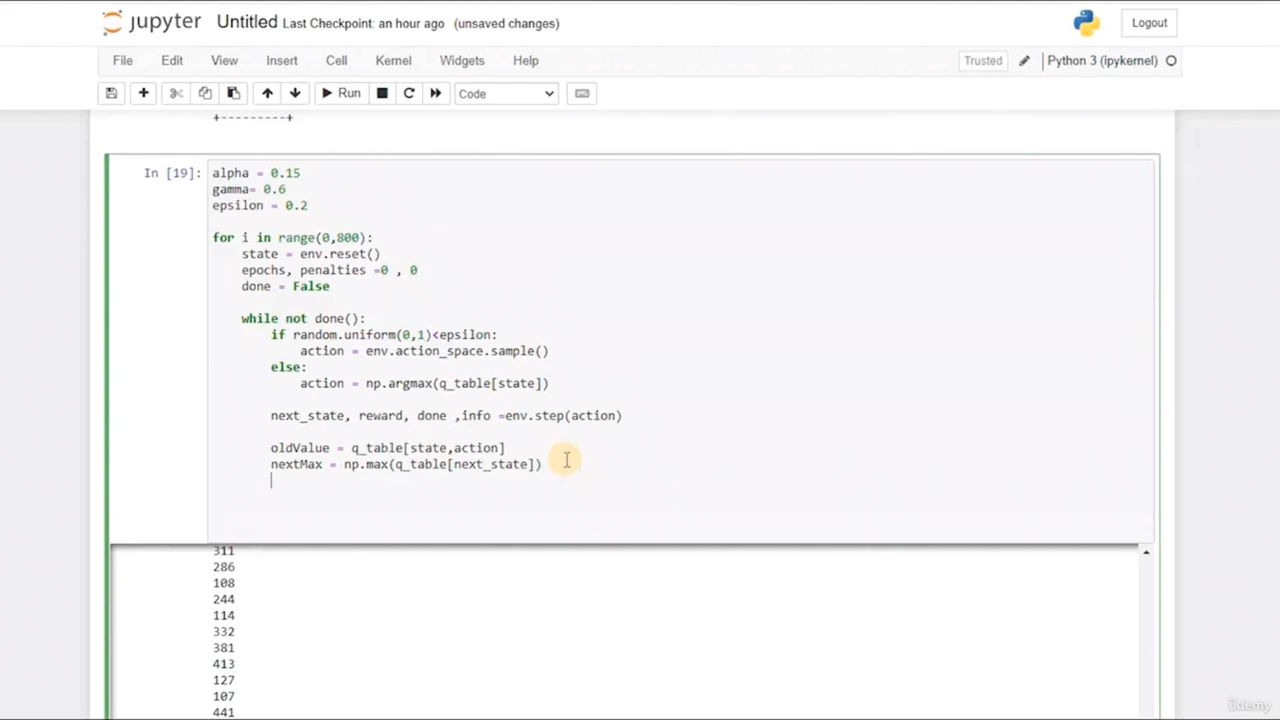 jupyter Untitled Last Checkpoint: an hour ago (unsaved changes) Logout
File Edit View Insert Cell Kernel Widgets Help Trusted Python 3 (ipykernel)
Run Code
+---------+
In [19]: alpha = 0.15
gamma= 0.6
epsilon = 0.2
for i in range(0,800):
state = env.reset()
epochs, penalties =0 , 0
done = False
while not done():
if random.uniform(0,1)<epsilon:
action = env.action_space.sample()
else:
action = np.argmax(q_table[state])
next_state, reward, done ,info =env.step(action)
oldValue = q_table[state,action]
nextMax = np.max(q_table[next_state])
311
286
108
244
114
332
381
413
127
107
441
ûdemy